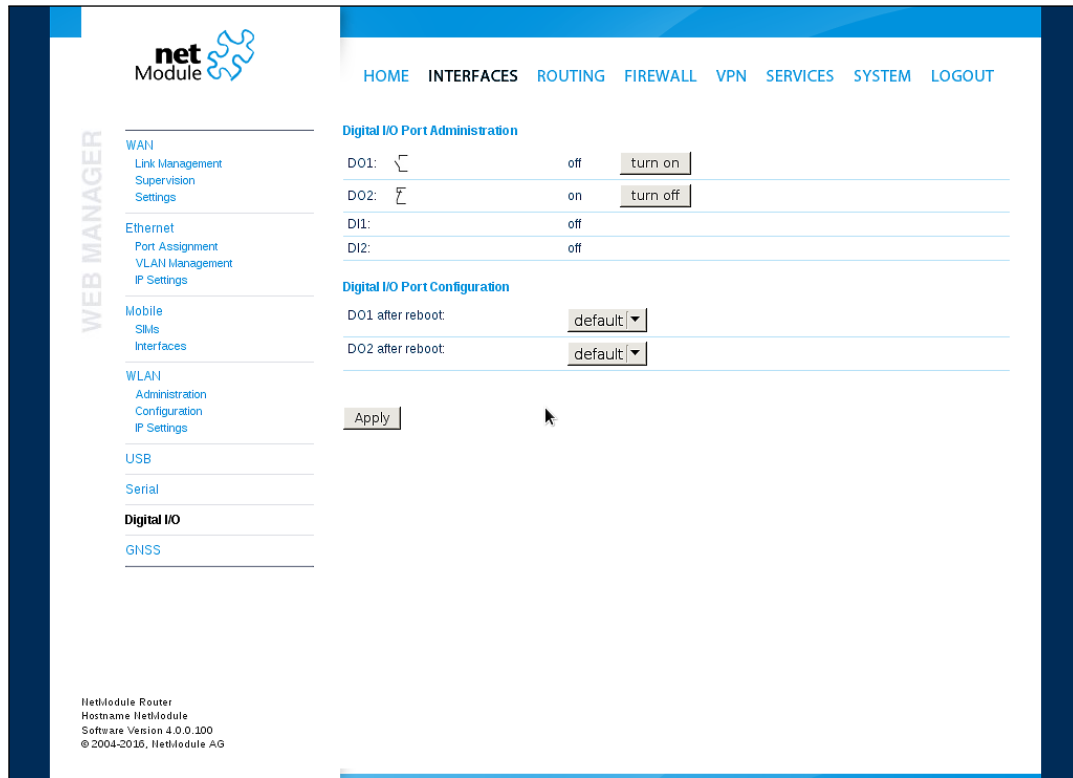 net
Module
HOME INTERFACES ROUTING FIREWALL VPN SERVICES SYSTEM LOGOUT
WEB MANAGER
WAN
Link Management
Supervision
Settings
Ethernet
Port Assignment
VLAN Management
IP Settings
Mobile
SIMs
Interfaces
WLAN
Administration
Configuration
IP Settings
USB
Serial
Digital I/O
GNSS
Digital I/O Port Administration
DO1: off turn on
DO2: on turn off
DI1: off
DI2: off
Digital I/O Port Configuration
DO1 after reboot: default
DO2 after reboot: default
Apply
NetModule Router
Hostname NetModule
Software Version 4.0.0.100
© 2004-2016, NetModule AG